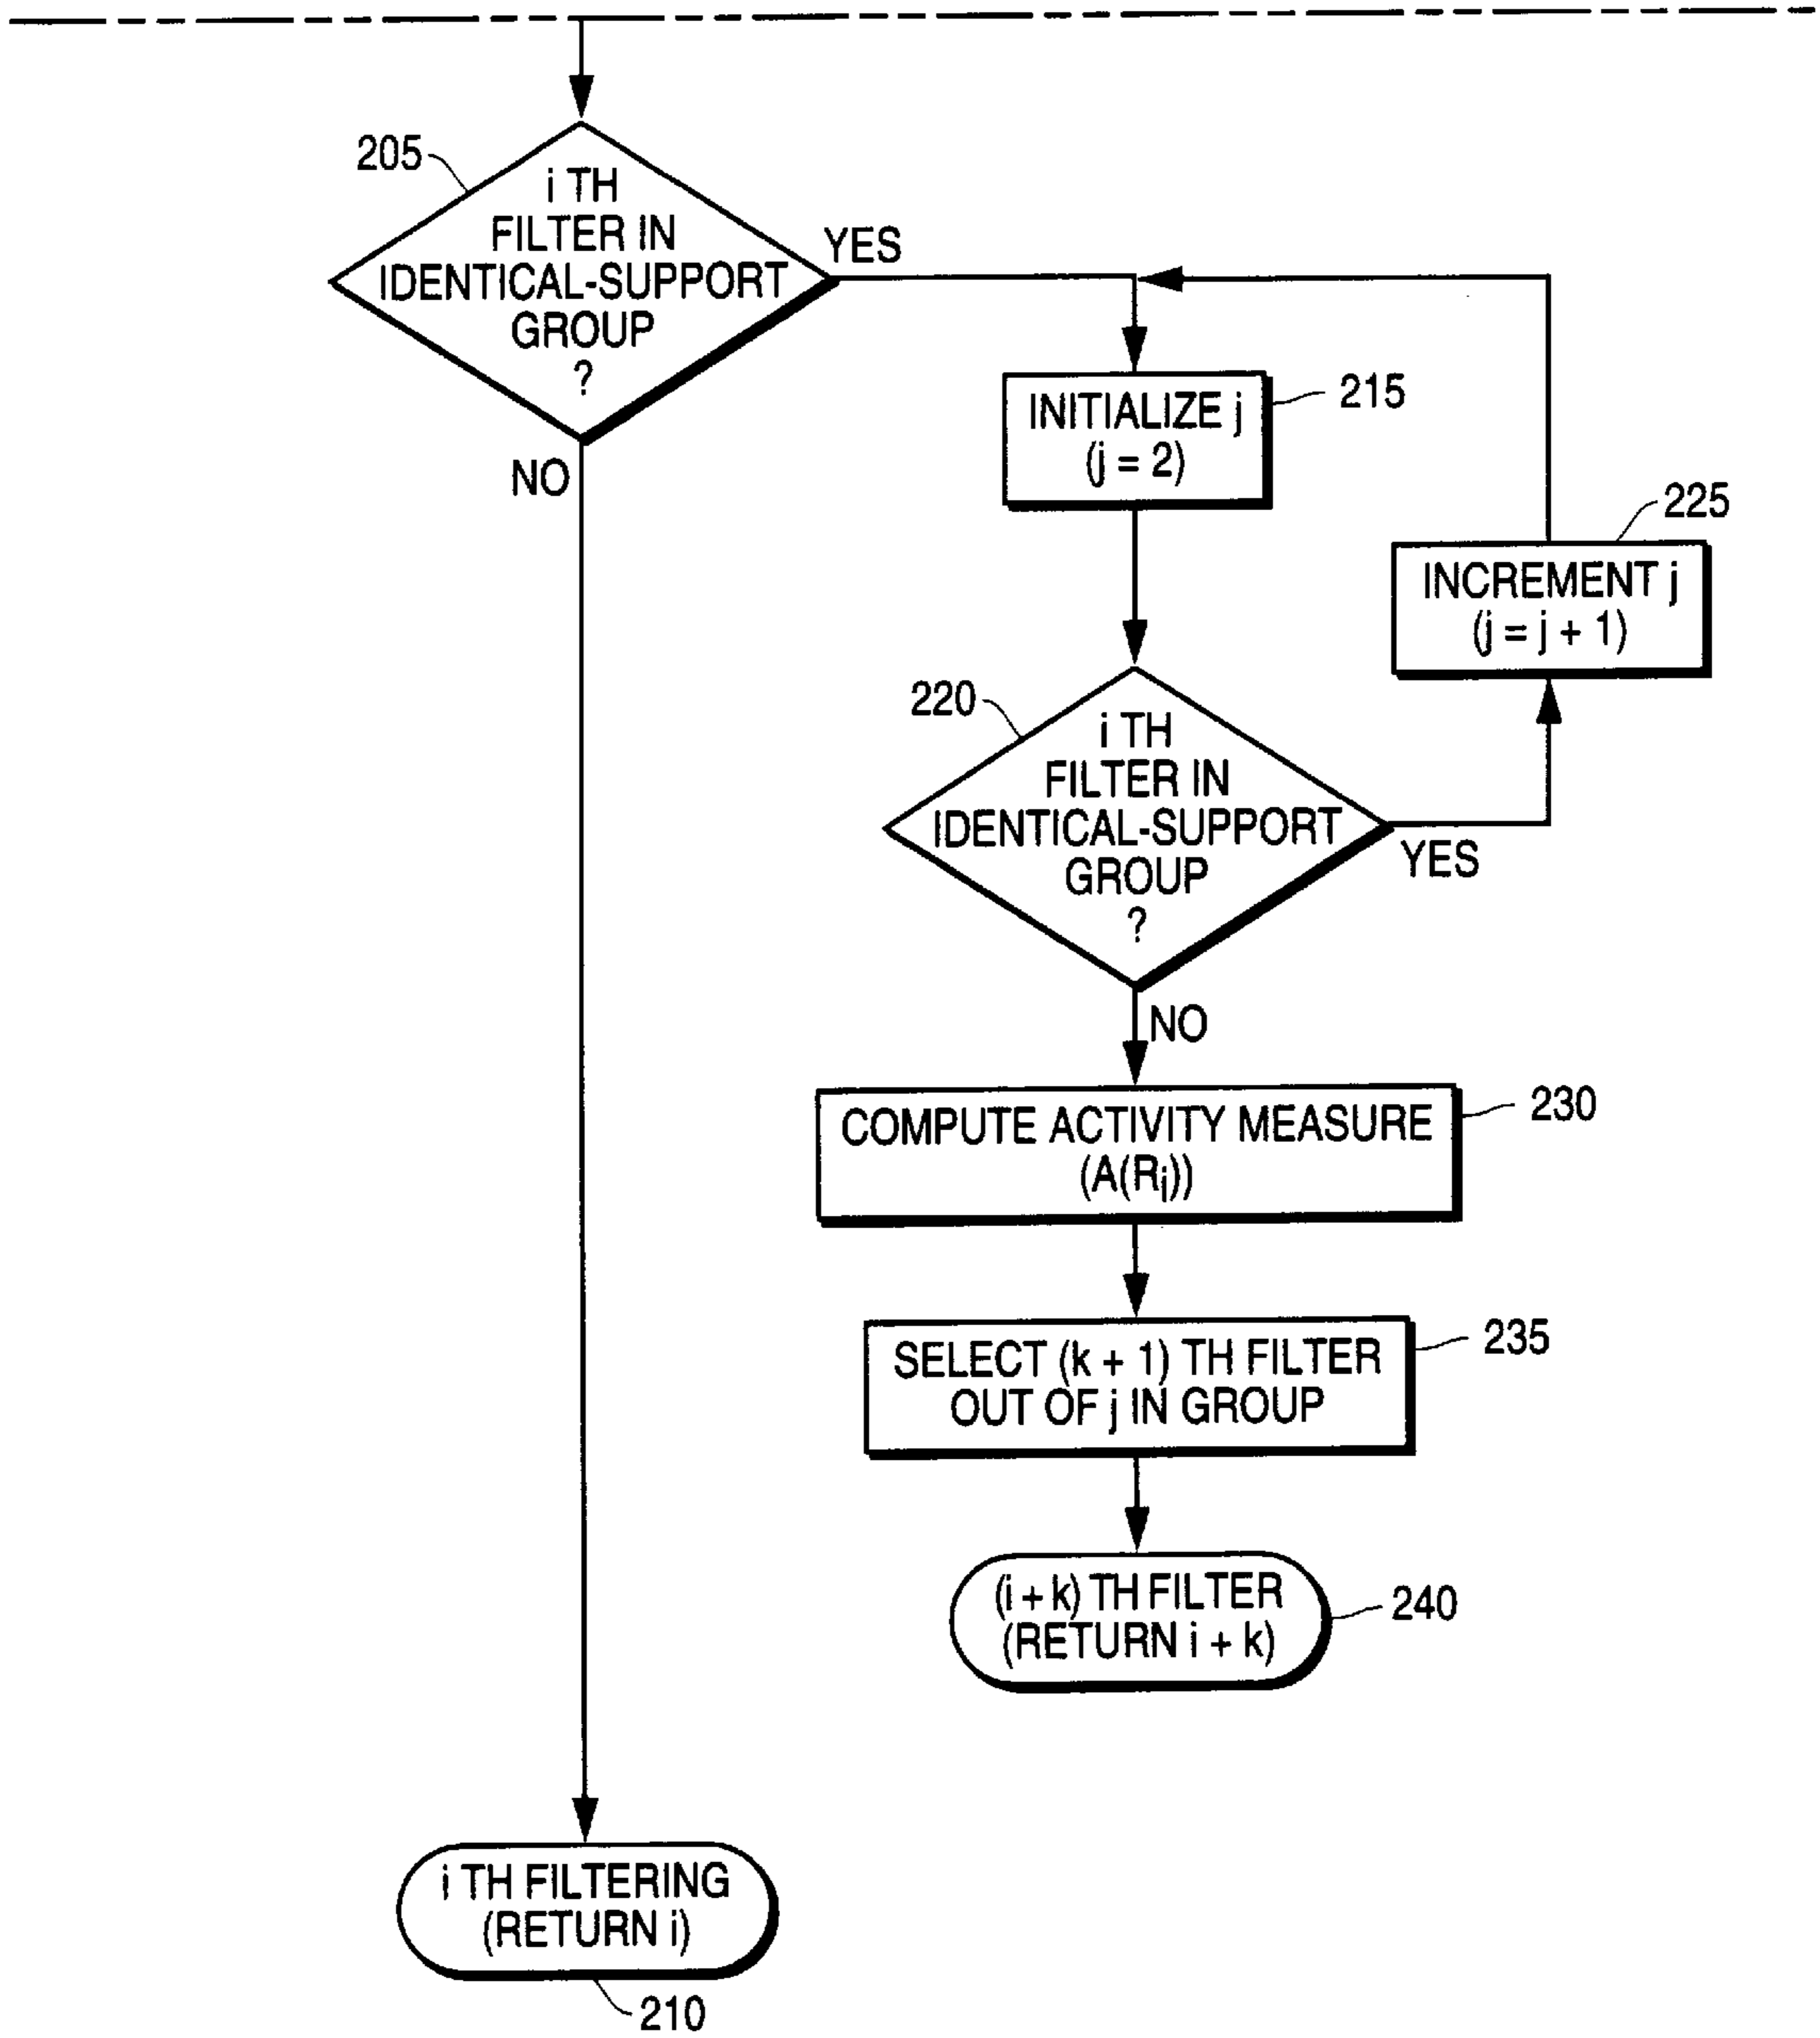 205
i TH
FILTER IN
IDENTICAL-SUPPORT
GROUP
?
YES
NO
INITIALIZE j
(j = 2)
215
225
INCREMENT j
(j = j + 1)
220
i TH
FILTER IN
IDENTICAL-SUPPORT
GROUP
?
YES
NO
COMPUTE ACTIVITY MEASURE
(A(Rj))
230
SELECT (k + 1) TH FILTER
OUT OF j IN GROUP
235
(i + k) TH FILTER
(RETURN i + k)
240
i TH FILTERING
(RETURN i)
210